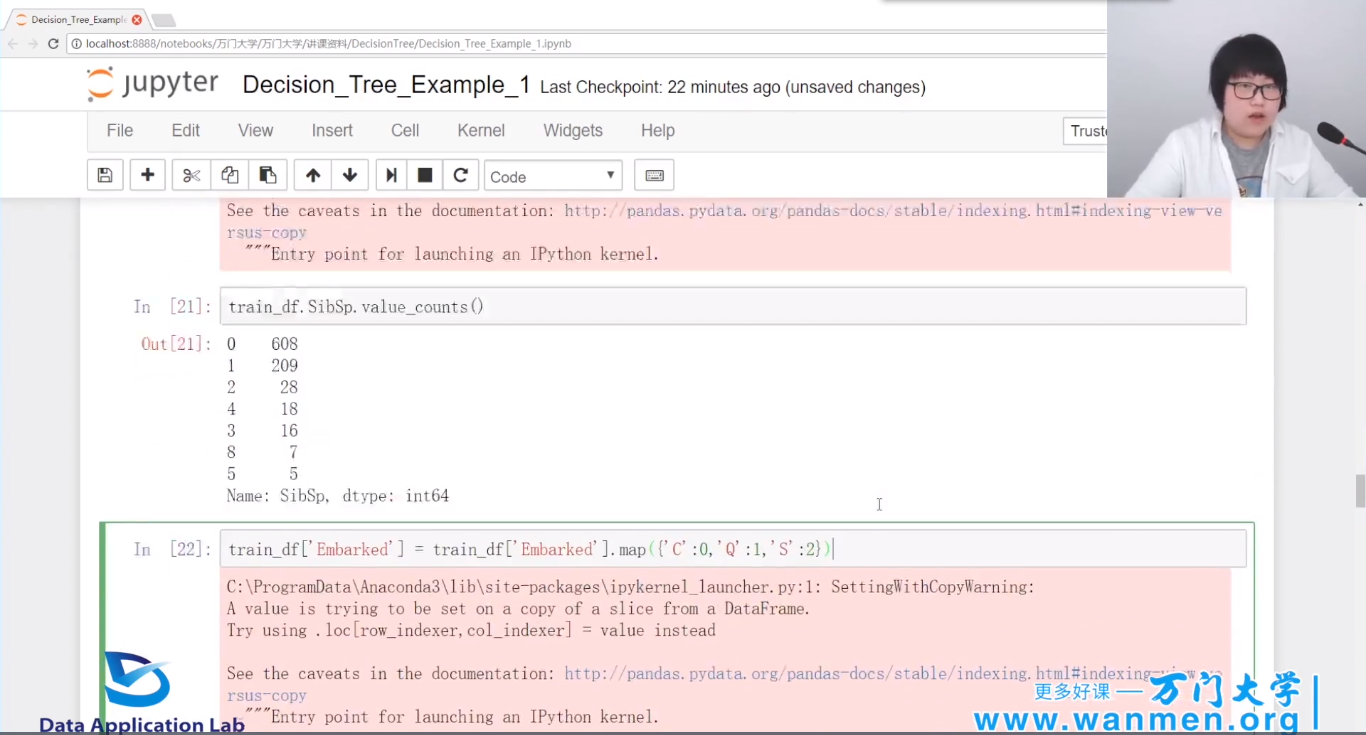 Decision_Tree_Example
localhost:8888/notebooks/万门大学/万门大学/讲课资料/DecisionTree/Decision_Tree_Example_1.ipynb
jupyter Decision_Tree_Example_1 Last Checkpoint: 22 minutes ago (unsaved changes)
File Edit View Insert Cell Kernel Widgets Help Truste
Code
See the caveats in the documentation: http://pandas.pydata.org/pandas-docs/stable/indexing.html#indexing-view-ve
rsus-copy
"""Entry point for launching an IPython kernel.
In [21]: train_df.SibSp.value_counts()
Out[21]: 0 608
1 209
2 28
4 18
3 16
8 7
5 5
Name: SibSp, dtype: int64
In [22]: train_df['Embarked'] = train_df['Embarked'].map({'C':0,'Q':1,'S':2})
C:\ProgramData\Anaconda3\lib\site-packages\ipykernel_launcher.py:1: SettingWithCopyWarning:
A value is trying to be set on a copy of a slice from a DataFrame.
Try using .loc[row_indexer,col_indexer] = value instead
See the caveats in the documentation: http://pandas.pydata.org/pandas-docs/stable/indexing.html#indexing-view-ve
rsus-copy
"""Entry point for launching an IPython kernel.
Data Application Lab
更多好课 — 万门大学
www.wanmen.org